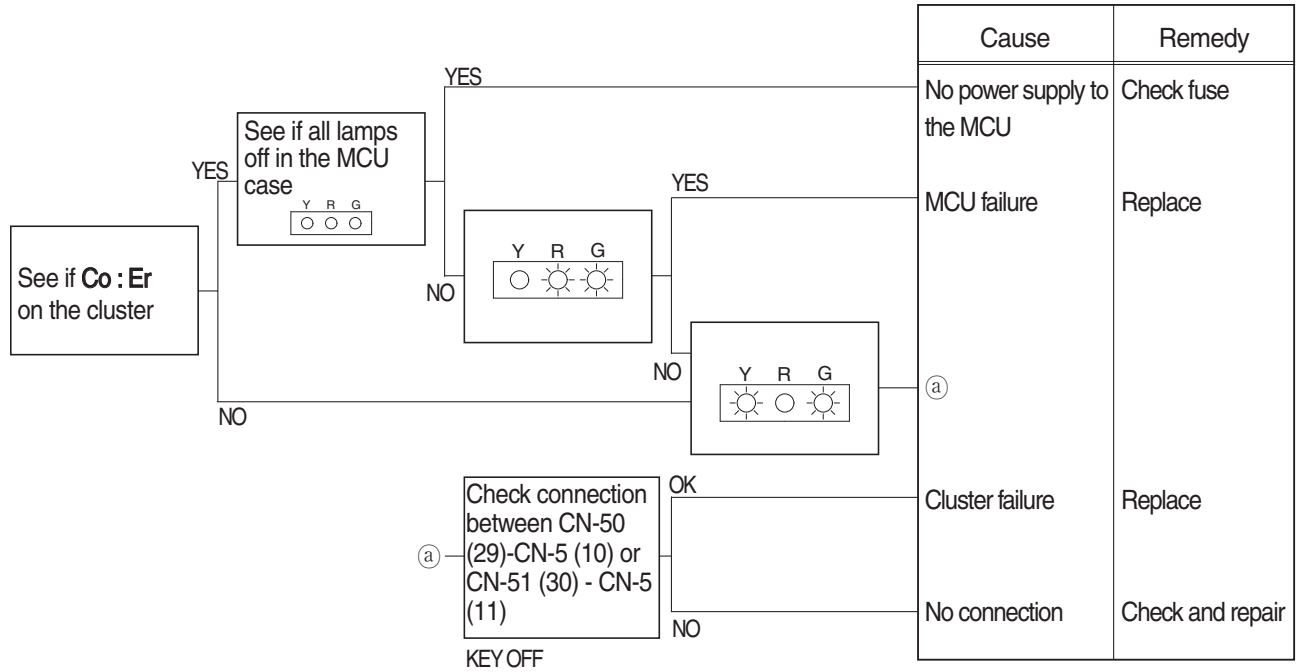 Cause Remedy
YES
No power supply to Check fuse
the MCU
See if all lamps
off in the MCU
case
Y R G
YES
YES
MCU failure Replace
Y R G
NO
See if Co : Er
on the cluster
NO
Y R G
ⓐ
NO
Check connection
between CN-50
(29)-CN-5 (10) or
CN-51 (30) - CN-5
(11)
OK
Cluster failure Replace
ⓐ
No connection Check and repair
NO
KEY OFF